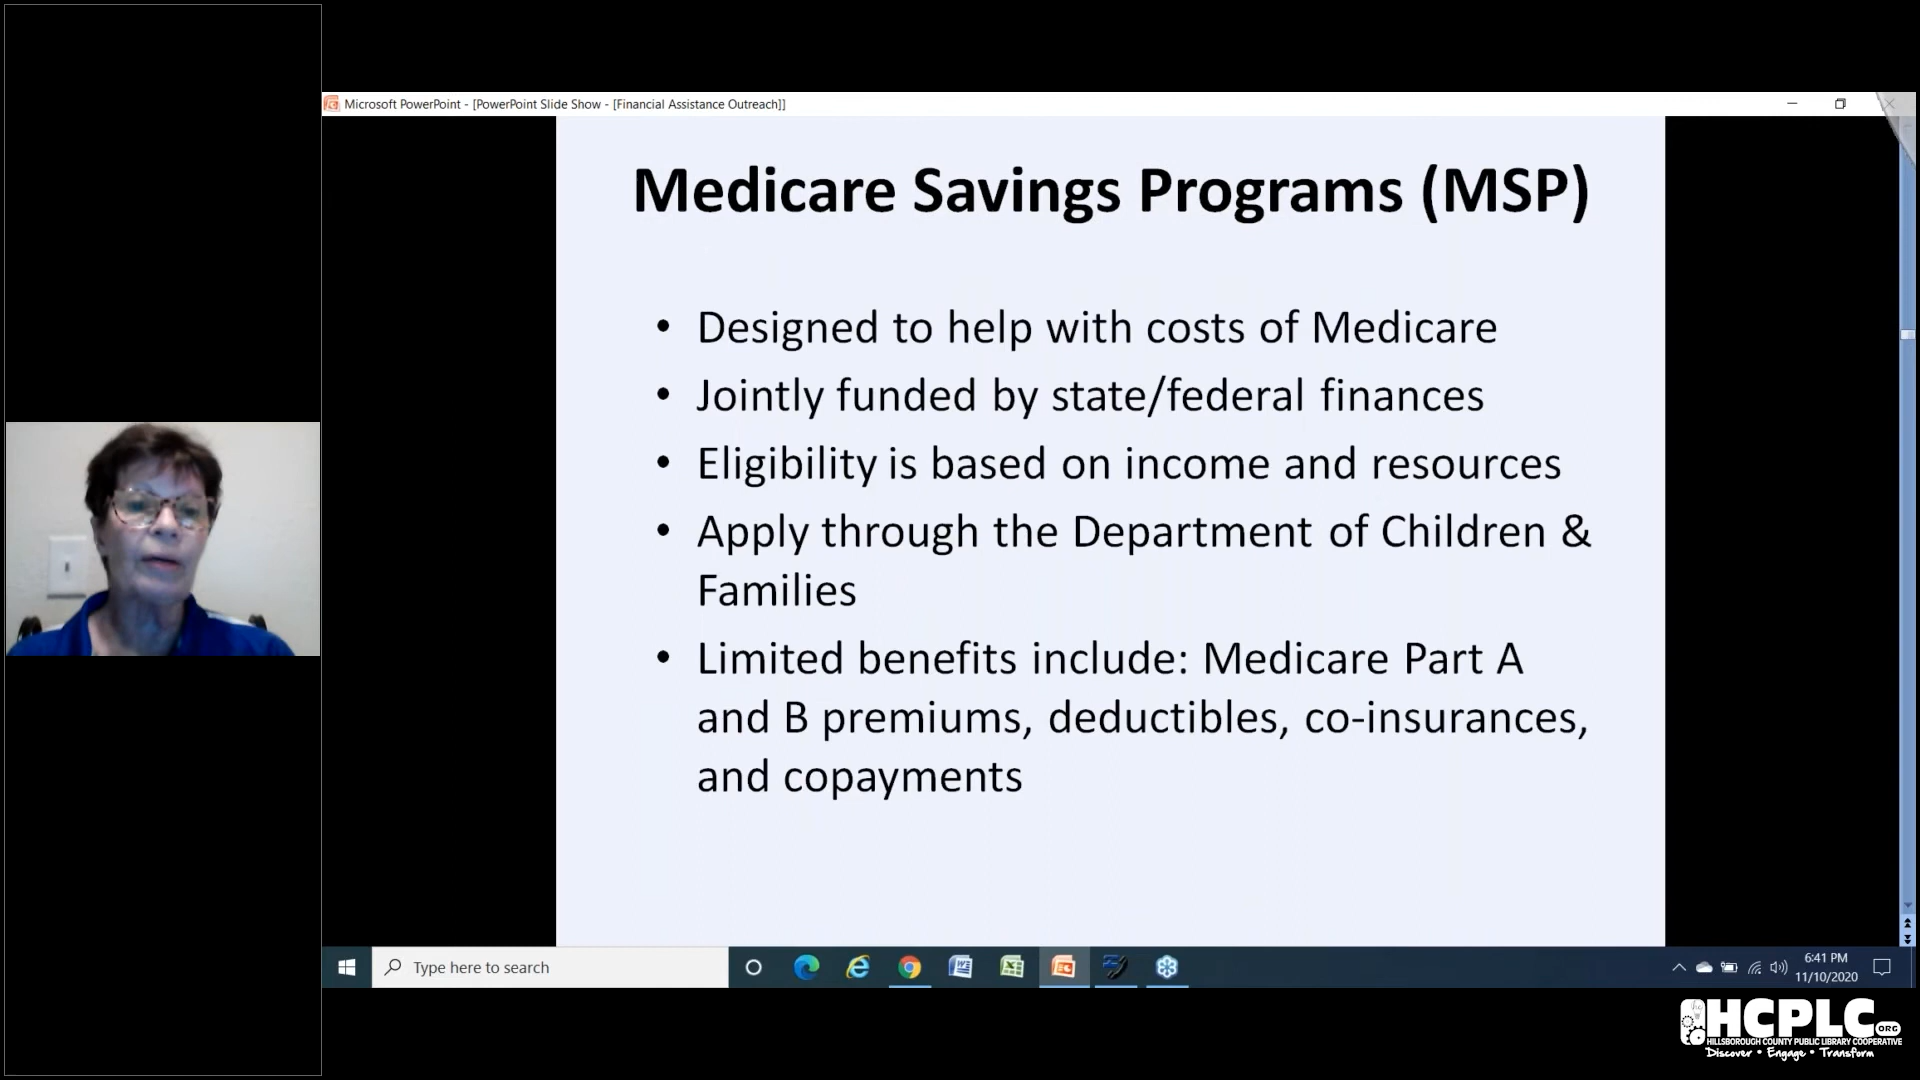 Microsoft PowerPoint - [PowerPoint Slide Show - [Financial Assistance Outreach]]
Medicare Savings Programs (MSP)
• Designed to help with costs of Medicare
• Jointly funded by state/federal finances
• Eligibility is based on income and resources
• Apply through the Department of Children &
Families
• Limited benefits include: Medicare Part A
and B premiums, deductibles, co-insurances,
and copayments
Type here to search
6:41 PM
11/10/2020
HCPLC.ORG
HILLSBOROUGH COUNTY PUBLIC LIBRARY COOPERATIVE
Discover • Engage • Transform